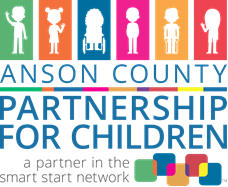 ANSON COUNTY
PARTNERSHIP
FOR CHILDREN
a partner in the
smart start network